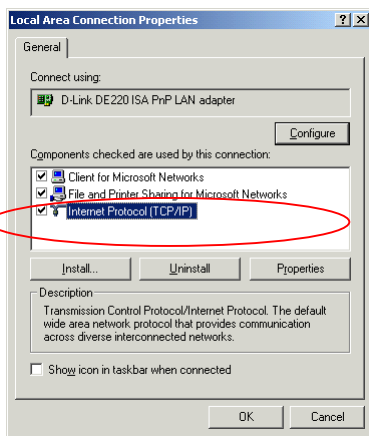 Local Area Connection Properties
General
Connect using:
D-Link DE220 ISA PnP LAN adapter
Configure
Components checked are used by this connection:
Client for Microsoft Networks
File and Printer Sharing for Microsoft Networks
Internet Protocol (TCP/IP)
Install...
Uninstall
Properties
Description
Transmission Control Protocol/Internet Protocol. The default
wide area network protocol that provides communication
across diverse interconnected networks.
Show icon in taskbar when connected
OK
Cancel